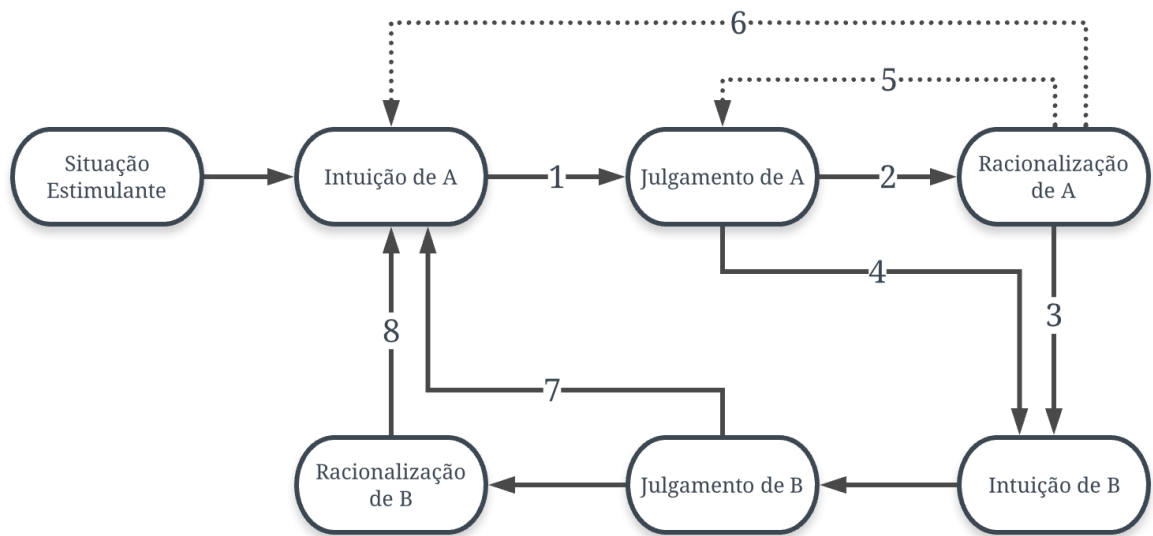 6
5
Situação
Estimulante
Intuição de A
1
Julgamento de A
2
Racionalização
de A
4
3
8
7
Racionalização
de B
Julgamento de B
Intuição de B